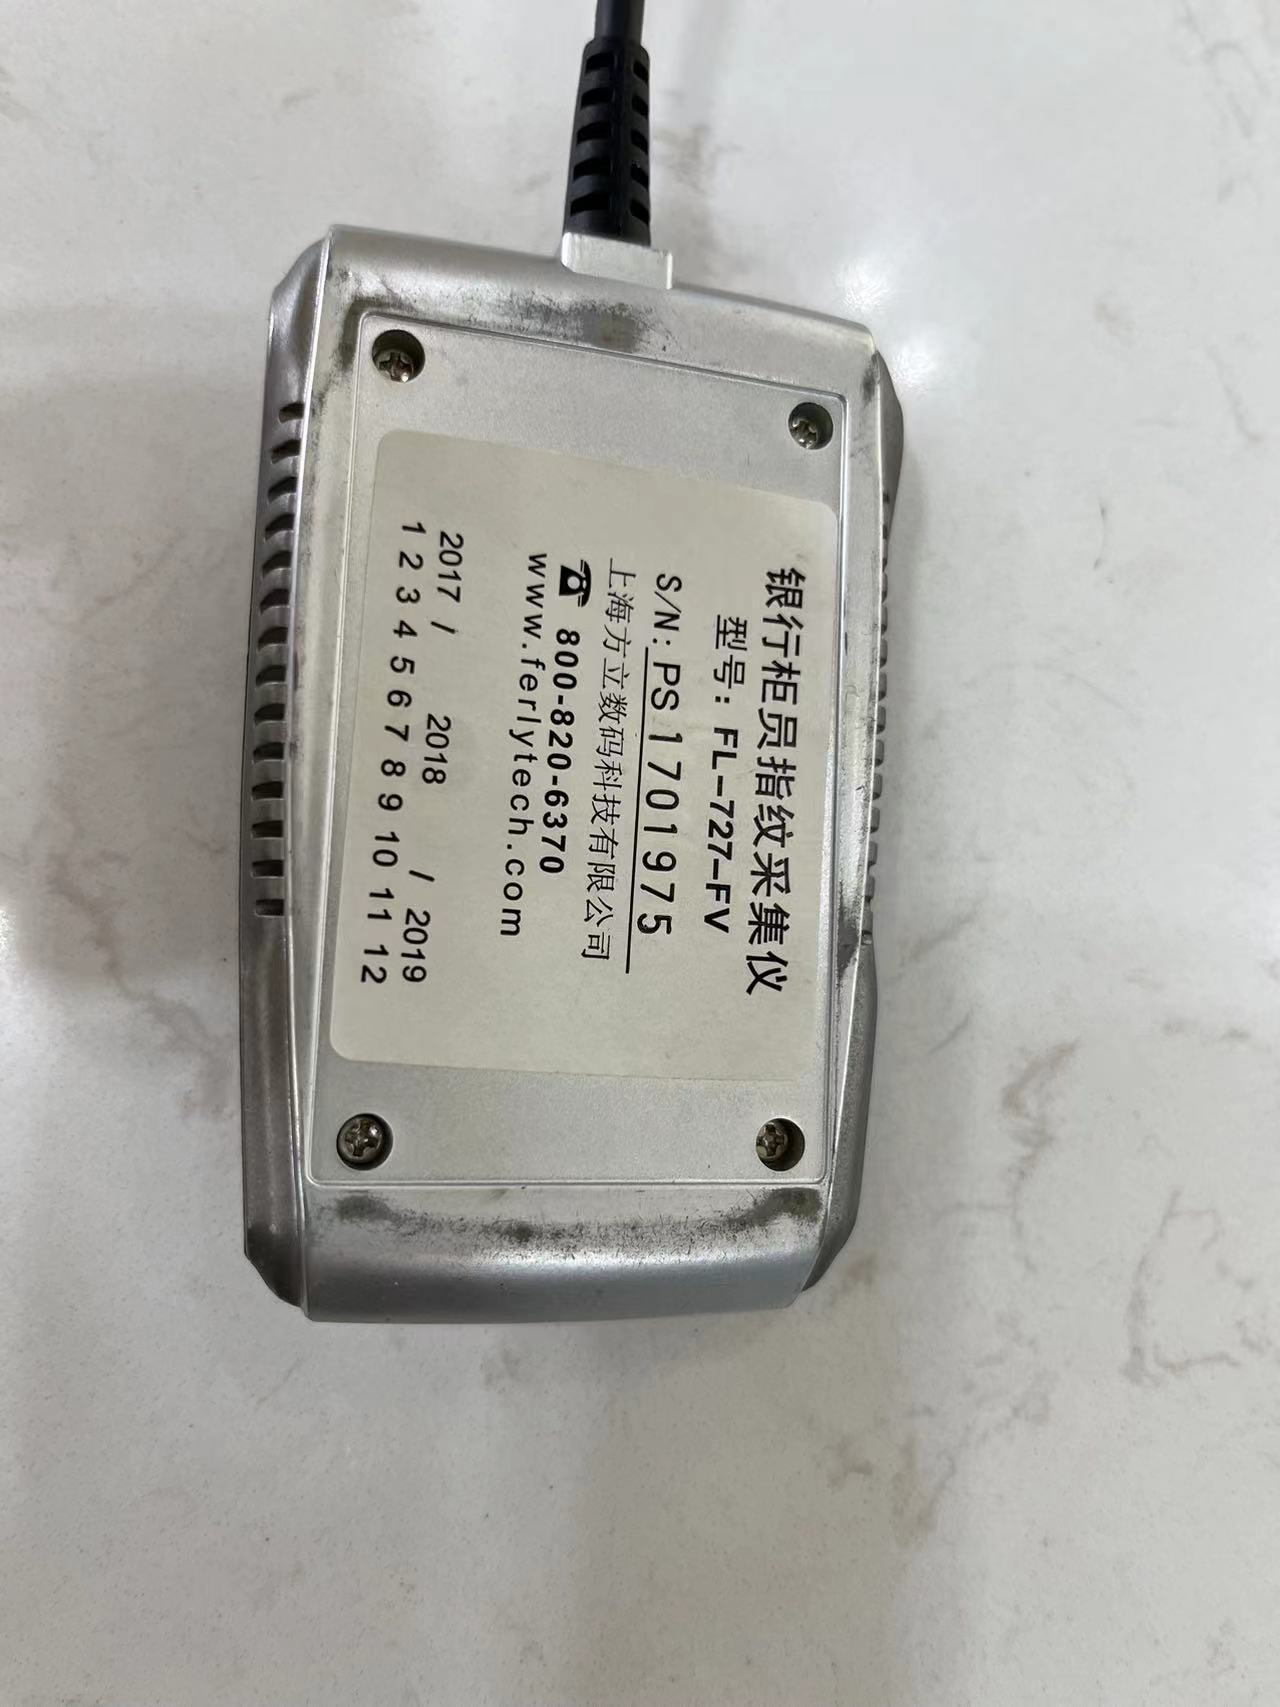 银行柜员指纹采集仪
型号：FL-727-FV
S/N: PS1701975
上海方立数码科技有限公司
☎ 800-820-6370
www.ferlytech.com
2017 / 2018 / 2019
1 2 3 4 5 6 7 8 9 10 11 12